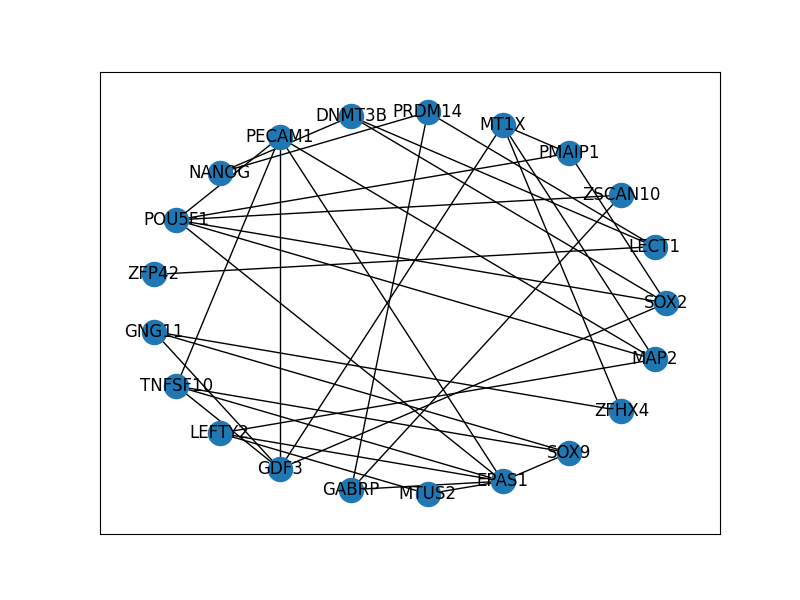 PRDM14
DNMT3B
MT1X
PECAM1
PMAIP1
NANOG
ZSCAN10
POU5F1
LECT1
ZFP42
SOX2
GNG11
MAP2
TNFSF10
ZFHX4
LEFTY2
SOX9
GDF3
EPAS1
GABRP
MTUS2